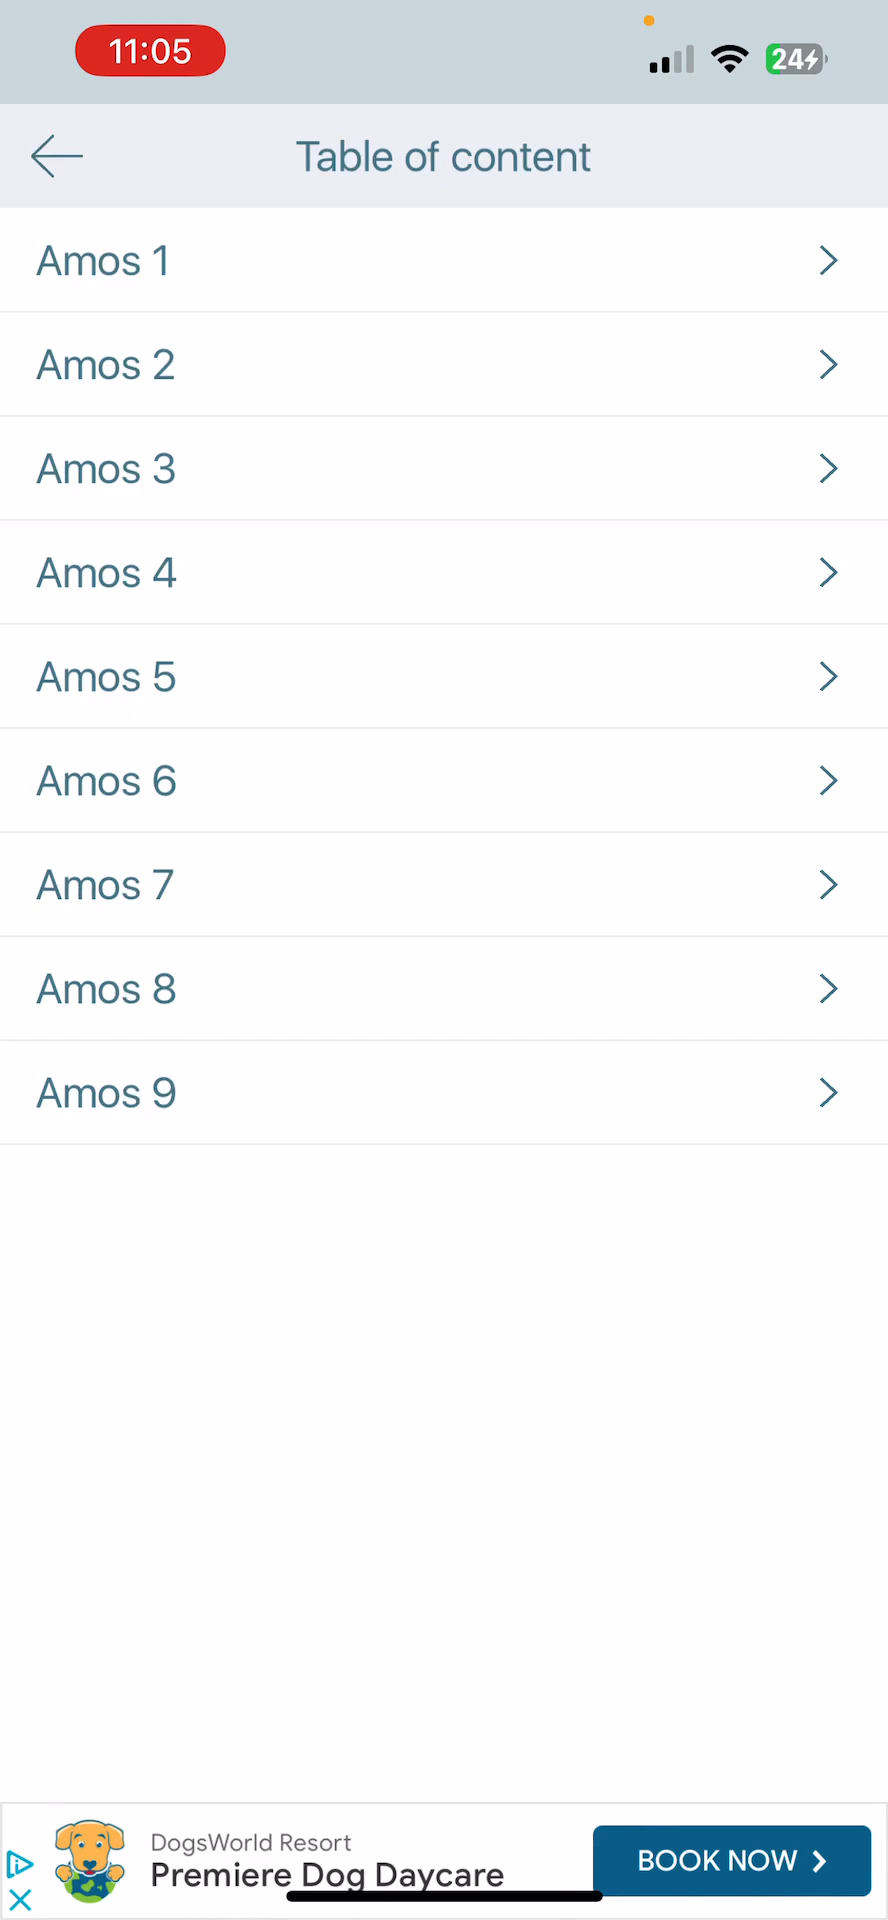 11:05
24
Table of content
Amos 1
Amos 2
Amos 3
Amos 4
Amos 5
Amos 6
Amos 7
Amos 8
Amos 9
DogsWorld Resort
Premiere Dog Daycare
BOOK NOW